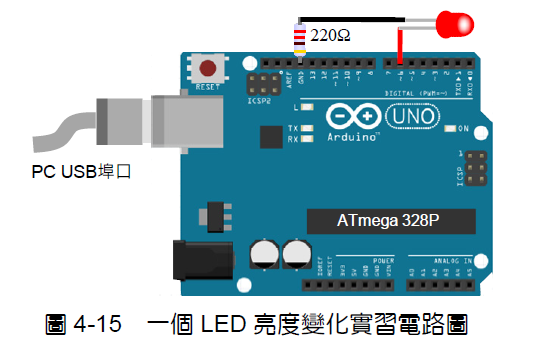 220Ω
RESET
ICSP2
AREF
GND
13
12
~11
~10
~9
8
7
~6
~5
4
~3
2
TX0▶1
RX0◀0
DIGITAL (PWM=~)
L
TX
RX
Arduino™
UNO
ON
1
ICSP
PC USB埠口
ATmega 328P
POWER
ANALOG IN
IOREF
RESET
3V3
5V
GND
GND
VIN
A0
A1
A2
A3
A4
A5
圖 4-15 一個 LED 亮度變化實習電路圖